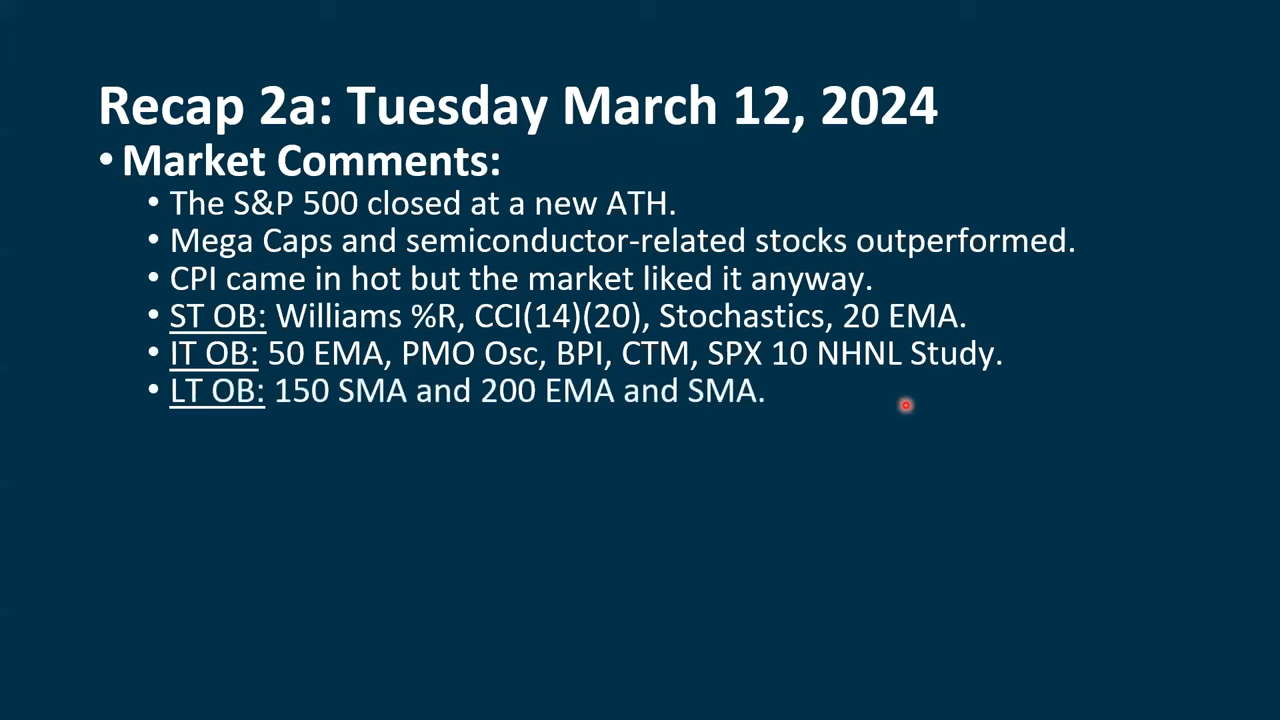 Recap 2a: Tuesday March 12, 2024
• Market Comments:
• The S&P 500 closed at a new ATH.
• Mega Caps and semiconductor-related stocks outperformed.
• CPI came in hot but the market liked it anyway.
• ST OB: Williams %R, CCI(14)(20), Stochastics, 20 EMA.
• IT OB: 50 EMA, PMO Osc, BPI, CTM, SPX 10 NHNL Study.
• LT OB: 150 SMA and 200 EMA and SMA.